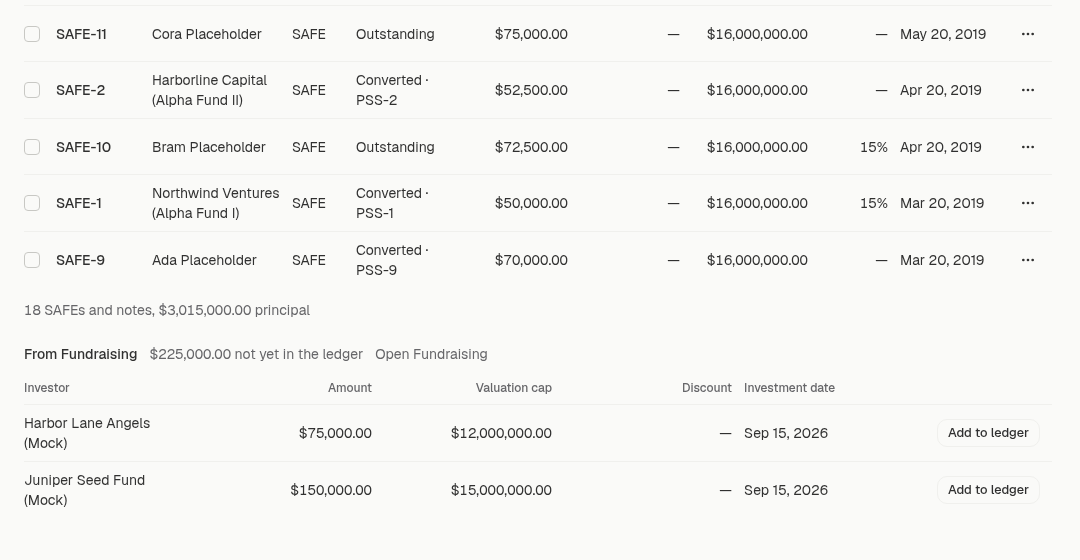 SAFE-11 Cora Placeholder SAFE Outstanding $75,000.00 — $16,000,000.00 — May 20, 2019 ···
SAFE-2 Harborline Capital (Alpha Fund II) SAFE Converted · PSS-2 $52,500.00 — $16,000,000.00 — Apr 20, 2019 ···
SAFE-10 Bram Placeholder SAFE Outstanding $72,500.00 — $16,000,000.00 15% Apr 20, 2019 ···
SAFE-1 Northwind Ventures (Alpha Fund I) SAFE Converted · PSS-1 $50,000.00 — $16,000,000.00 15% Mar 20, 2019 ···
SAFE-9 Ada Placeholder SAFE Converted · PSS-9 $70,000.00 — $16,000,000.00 — Mar 20, 2019 ···
18 SAFEs and notes, $3,015,000.00 principal
From Fundraising $225,000.00 not yet in the ledger Open Fundraising
Investor Amount Valuation cap Discount Investment date
Harbor Lane Angels (Mock) $75,000.00 $12,000,000.00 — Sep 15, 2026 Add to ledger
Juniper Seed Fund (Mock) $150,000.00 $15,000,000.00 — Sep 15, 2026 Add to ledger